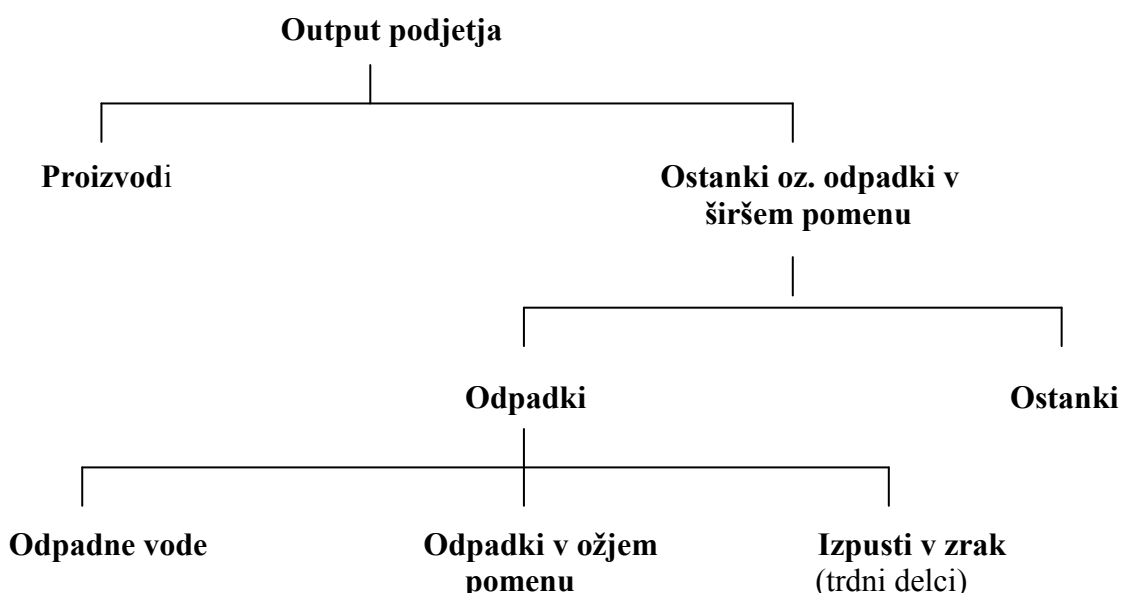 Output podjetja
Proizvodi
Ostanki oz. odpadki v
širšem pomenu
Odpadki
Ostanki
Odpadne vode
Odpadki v ožjem
pomenu
Izpusti v zrak
(trdni delci)